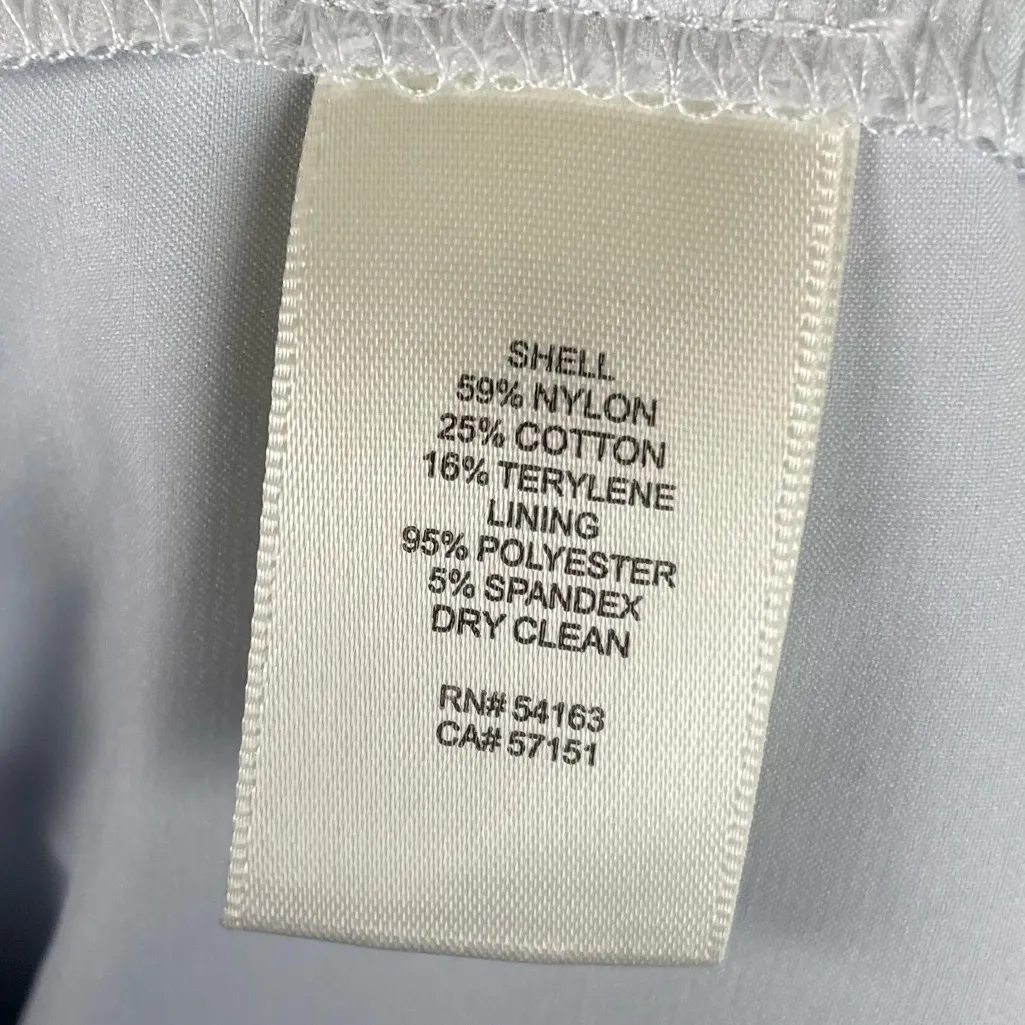 SHELL
59% NYLON
25% COTTON
16% TERYLENE
LINING
95% POLYESTER
5% SPANDEX
DRY CLEAN
RN# 54163
CA# 57151